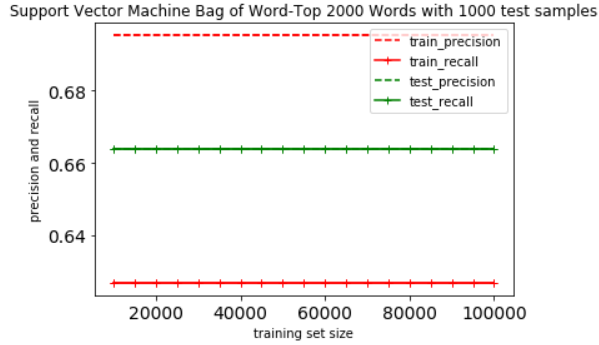 Support Vector Machine Bag of Word-Top 2000 Words with 1000 test samples
train_precision
train_recall
test_precision
test_recall
0.68
0.66
0.64
precision and recall
20000 40000 60000 80000 100000
training set size